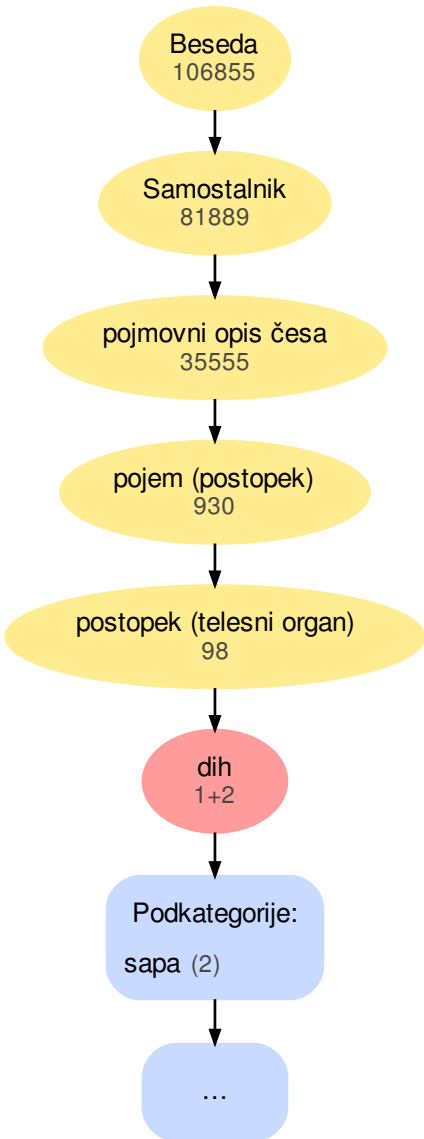 Beseda
106855
Samostalnik
81889
pojmovni opis česa
35555
pojem (postopek)
930
postopek (telesni organ)
98
dih
1+2
Podkategorije:
sapa (2)
...